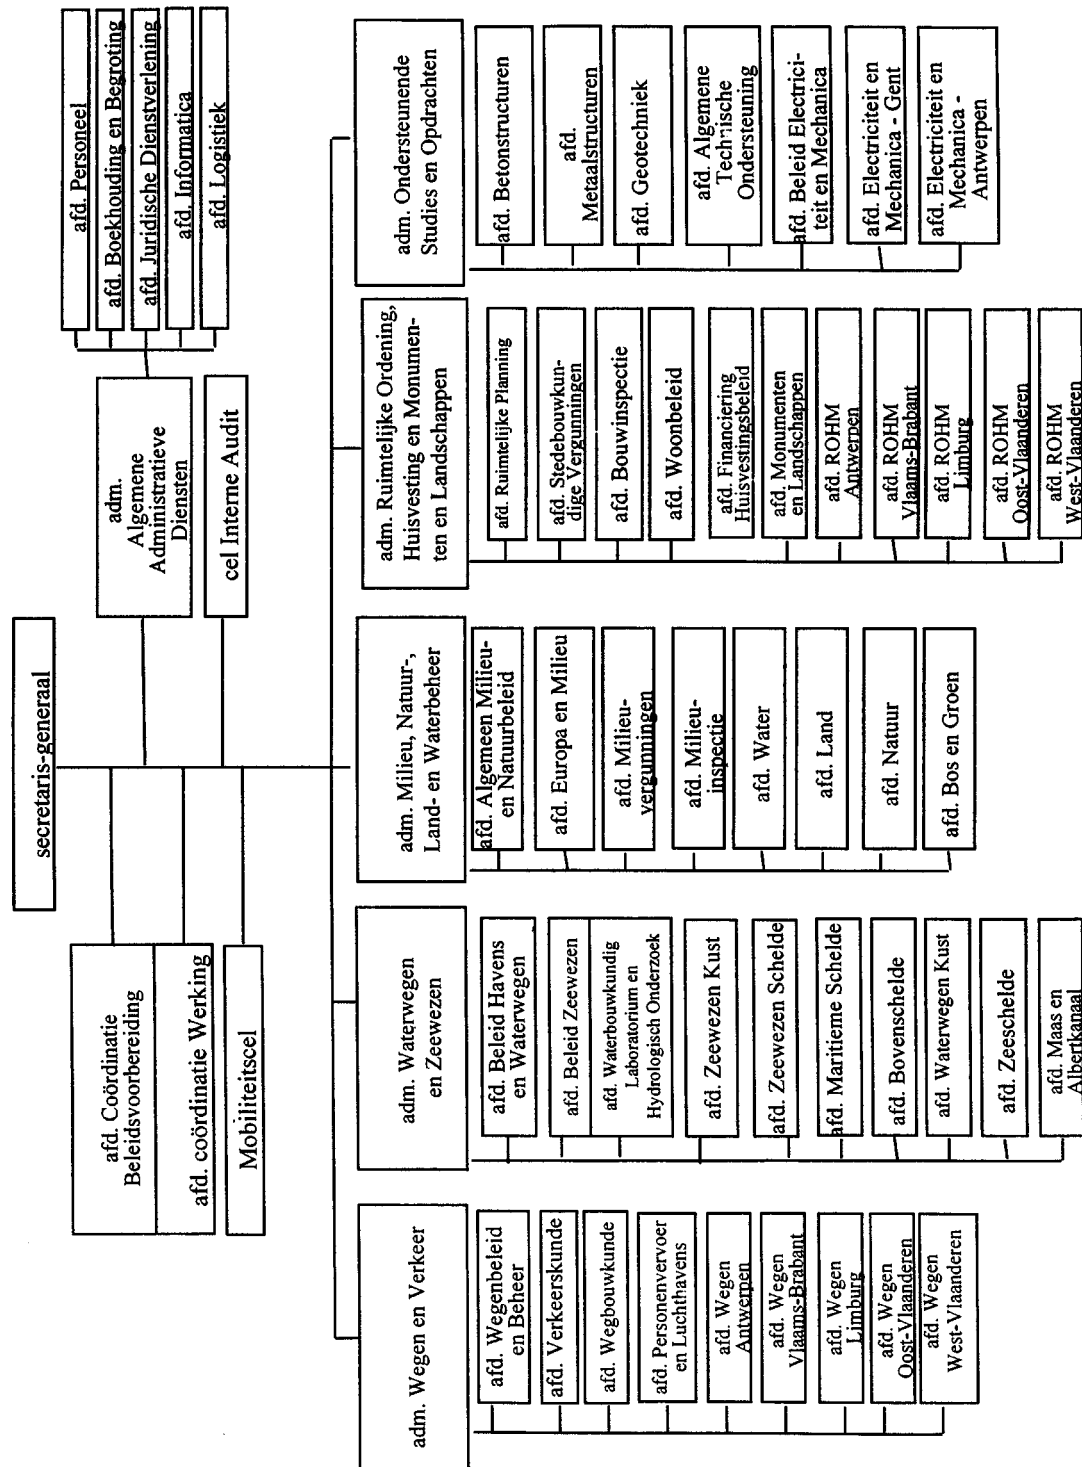 secretaris-generaal
afd. Coördinatie
Beleidsvoorbereiding
afd. coördinatie Werking
Mobiliteitscel
adm.
Algemene
Administratieve
Diensten
cel Interne Audit
afd. Personeel
afd. Boekhouding en Begroting
afd. Juridische Dienstverlening
afd. Informatica
afd. Logistiek
adm. Wegen en Verkeer
afd. Wegenbeleid
en Beheer
afd. Verkeerskunde
afd. Wegbouwkunde
afd. Personenvervoer
en Luchthavens
afd. Wegen
Antwerpen
afd. Wegen
Vlaams-Brabant
afd. Wegen
Limburg
afd. Wegen
Oost-Vlaanderen
afd. Wegen
West-Vlaanderen
adm. Waterwegen
en Zeewezen
afd. Beleid Havens
en Waterwegen
afd. Beleid Zeewezen
afd. Waterbouwkundig
Laboratorium en
Hydrologisch Onderzoek
afd. Zeewezen Kust
afd. Zeewezen Schelde
afd. Maritieme Schelde
afd. Bovenschelde
afd. Waterwegen Kust
afd. Zeeschelde
afd. Maas en
Albertkanaal
adm. Milieu, Natuur-,
Land- en Waterbeheer
afd. Algemeen Milieu-
en Natuurbeleid
afd. Europa en Milieu
afd. Milieu-
vergunningen
afd. Milieu-
inspectie
afd. Water
afd. Land
afd. Natuur
afd. Bos en Groen
adm. Ruimtelijke Ordening,
Huisvesting en Monumen-
ten en Landschappen
afd. Ruimtelijke Planning
afd. Stedebouwkun-
dige Vergunningen
afd. Bouwinspectie
afd. Woonbeleid
afd. Financiering
Huisvestingsbeleid
afd. Monumenten
en Landschappen
afd. ROHM
Antwerpen
afd. ROHM
Vlaams-Brabant
afd. ROHM
Limburg
afd. ROHM
Oost-Vlaanderen
afd. ROHM
West-Vlaanderen
adm. Ondersteunende
Studies en Opdrachten
afd. Betonstructuren
afd.
Metaalstructuren
afd. Geotechniek
afd. Algemene
Technische
Ondersteuning
afd. Beleid Electrici-
teit en Mechanica
afd. Electriciteit en
Mechanica - Gent
afd. Electriciteit en
Mechanica -
Antwerpen